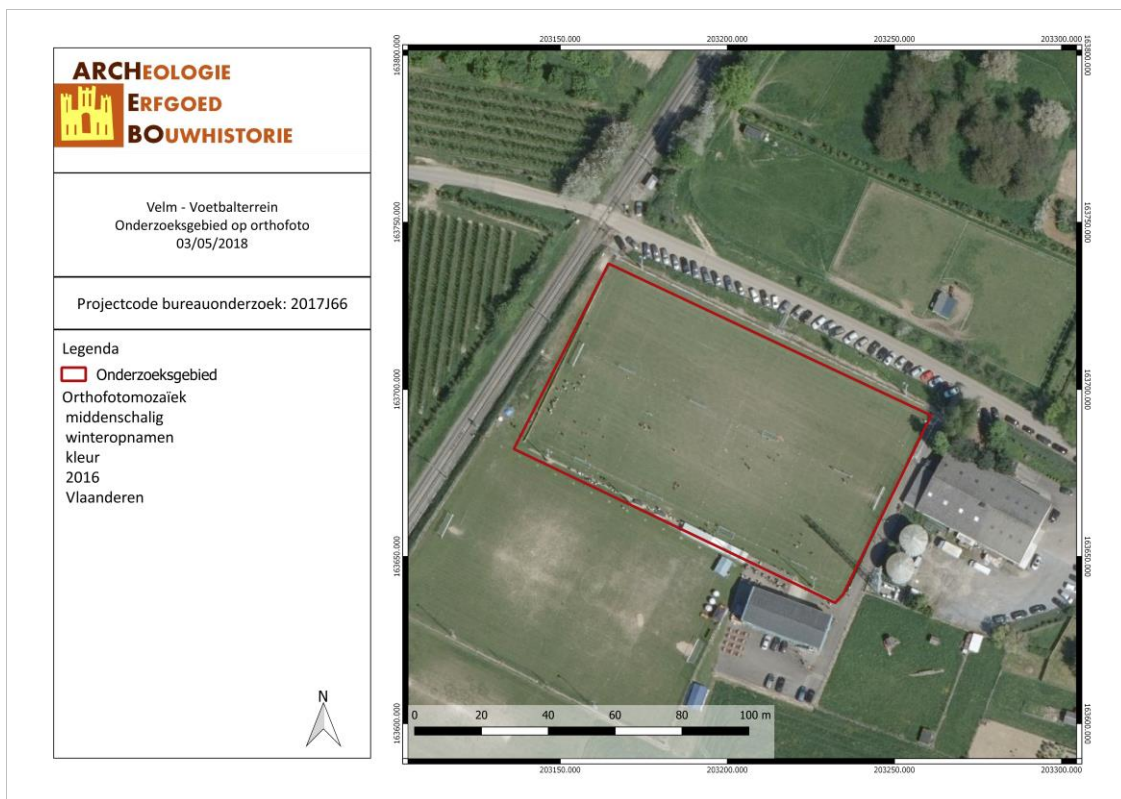 ARCHEOLOGIE
ERFGOED
BOUWHISTORIE
Velm - Voetbalterrein
Onderzoeksgebied op orthofoto
03/05/2018
Projectcode bureauonderzoek: 2017J66
Legenda
Onderzoeksgebied
Orthofotomozaïek
middenschalig
winteropnamen
kleur
2016
Vlaanderen
N
203150.000 203200.000 203250.000 203300.000
163800.000
163750.000
163700.000
163650.000
163600.000
163800.000
163750.000
163700.000
163650.000
163600.000
0 20 40 60 80 100 m
203150.000 203200.000 203250.000 203300.000